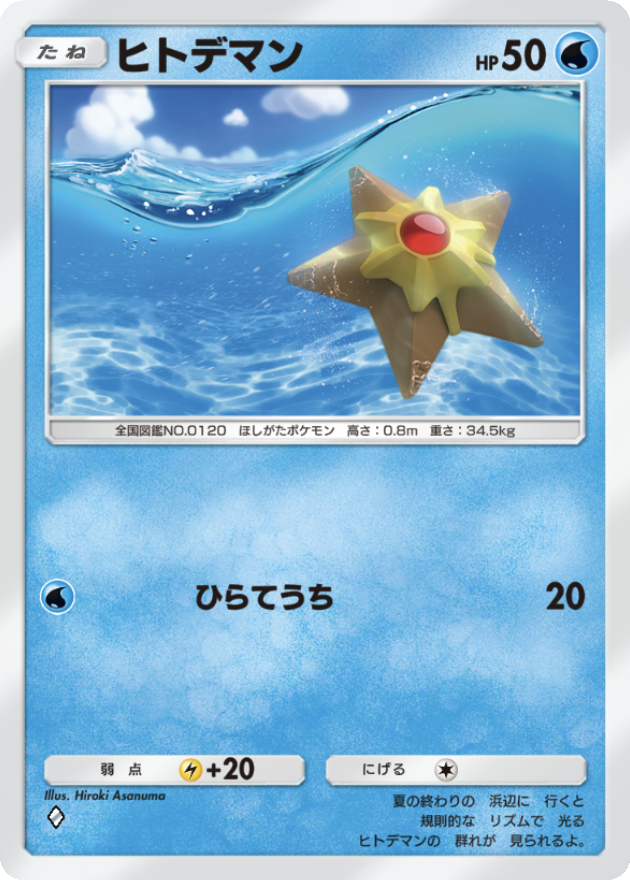 たね ヒトデマン HP50
全国図鑑NO.0120 ほしがたポケモン 高さ：0.8m 重さ：34.5kg
ひらてうち 20
弱点 +20 にげる
Illus. Hiroki Asanuma
夏の終わりの 浜辺に 行くと
規則的な リズムで 光る
ヒトデマンの 群れが 見られるよ。